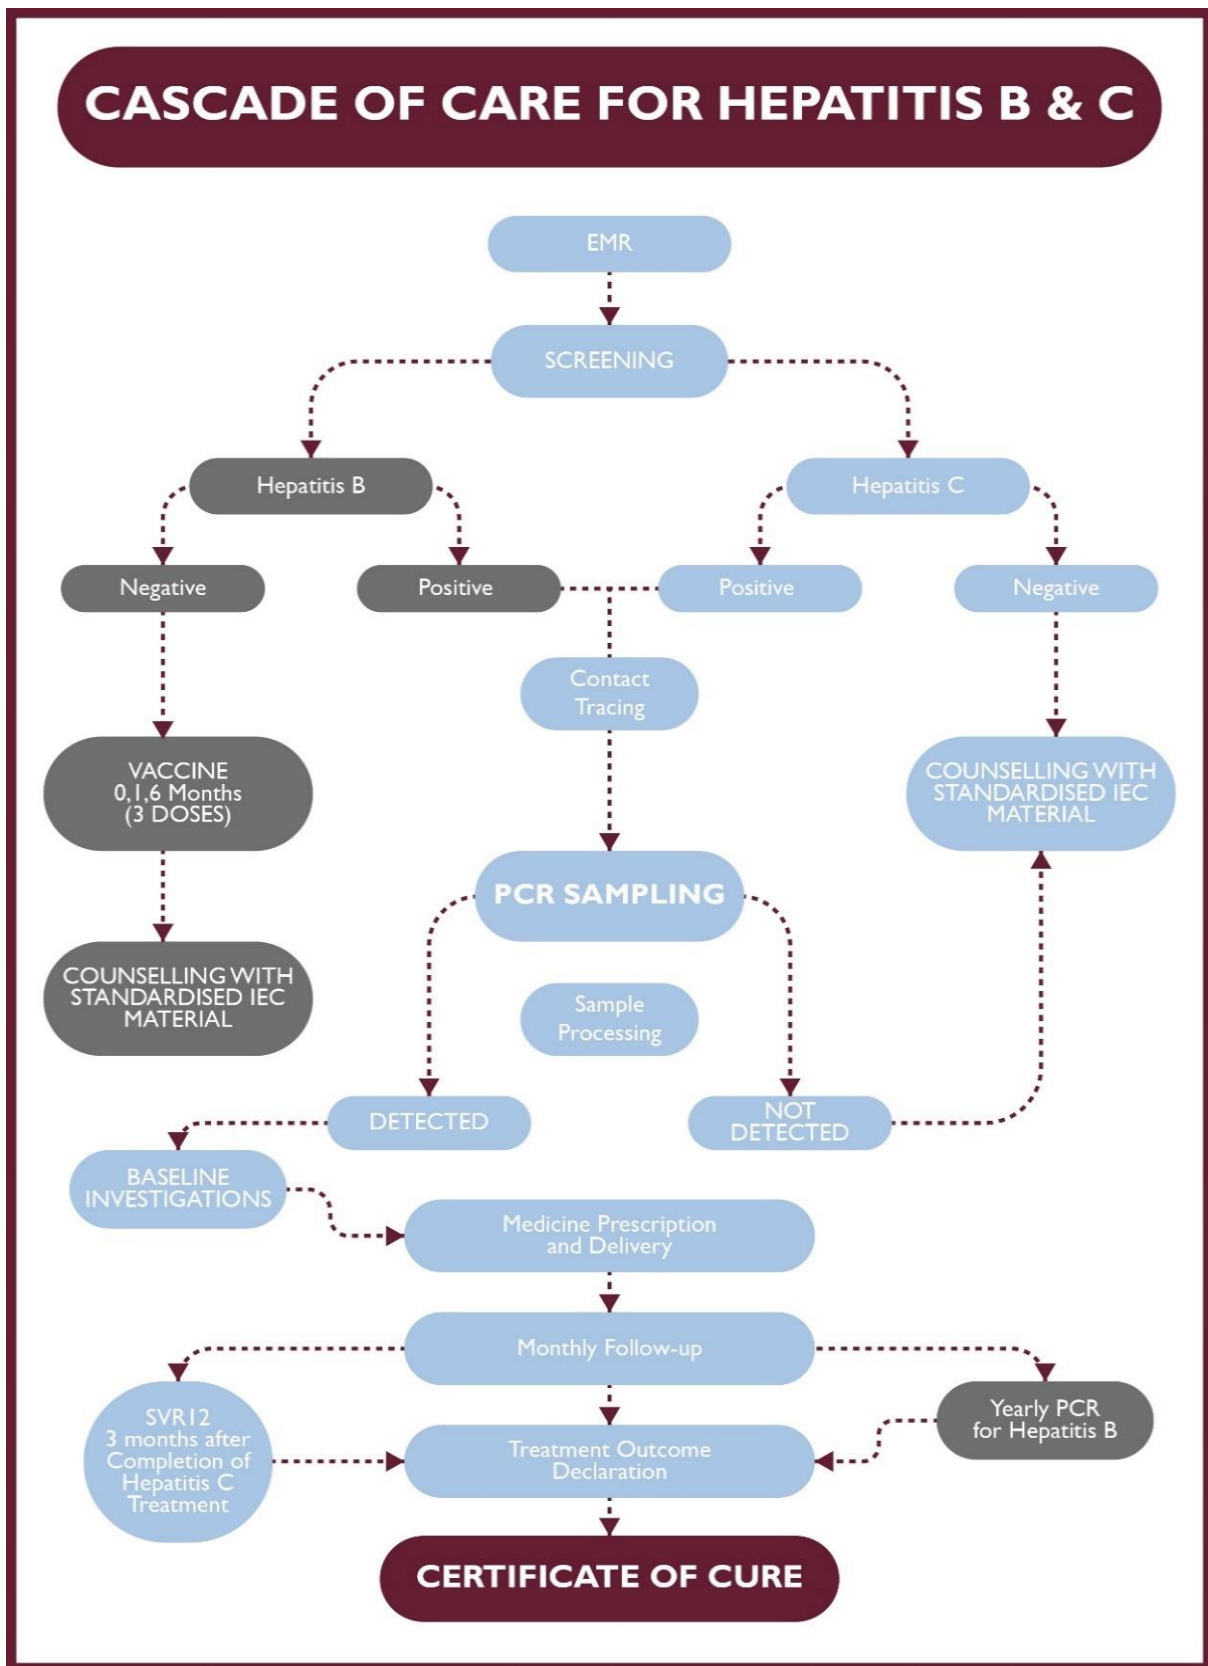 CASCADE OF CARE FOR HEPATITIS B & C
EMR
SCREENING
Hepatitis B
Hepatitis C
Negative
Positive
Positive
Negative
Contact
Tracing
VACCINE
0,1,6 Months
(3 DOSES)
COUNSELLING WITH
STANDARDISED IEC
MATERIAL
PCR SAMPLING
COUNSELLING WITH
STANDARDISED IEC
MATERIAL
Sample
Processing
DETECTED
NOT
DETECTED
BASELINE
INVESTIGATIONS
Medicine Prescription
and Delivery
Monthly Follow-up
SVR12
3 months after
Completion of
Hepatitis C
Treatment
Yearly PCR
for Hepatitis B
Treatment Outcome
Declaration
CERTIFICATE OF CURE